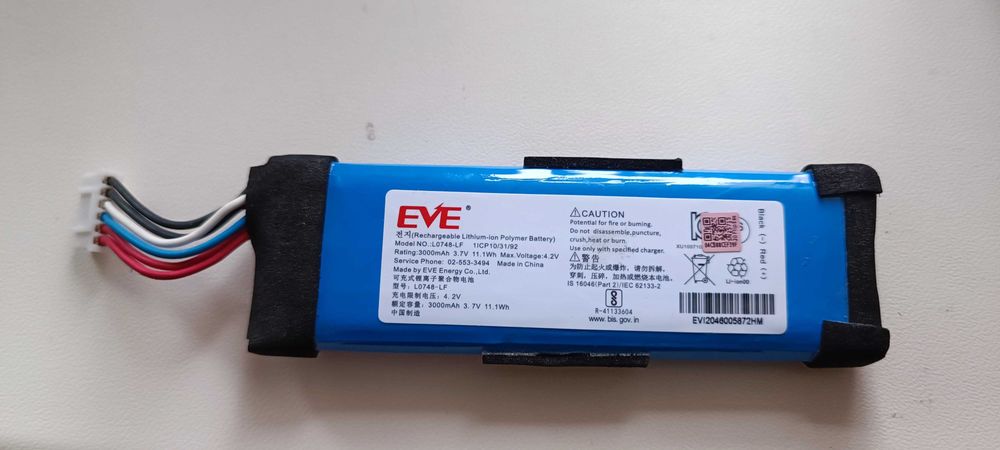 EVE ®
전지(Rechargeable Lithium-ion Polymer Battery)
Model NO.:L0748-LF 1ICP10/31/92
Rating:3000mAh 3.7V 11.1Wh Max.Voltage:4.2V
Service Phone: 02-553-3494 Made in China
Made by EVE Energy Co.,Ltd.
可充式锂离子聚合物电池
型号: L0748-LF
充电限制电压: 4.2V
额定容量: 3000mAh 3.7V 11.1Wh
中国制造
CAUTION
Potential for fire or burning.
Do not disassemble,puncture,
crush,heat or burn.
Use only with specified charger.
警告
为防止起火或爆炸, 请勿拆解,
穿刺, 压碎, 加热或燃烧本电池.
IS 16046(Part 2)/IEC 62133-2
R-41133604
www. bis. gov. in
Li-ion00
EVI2046005872HM
Black (-) Red (+)